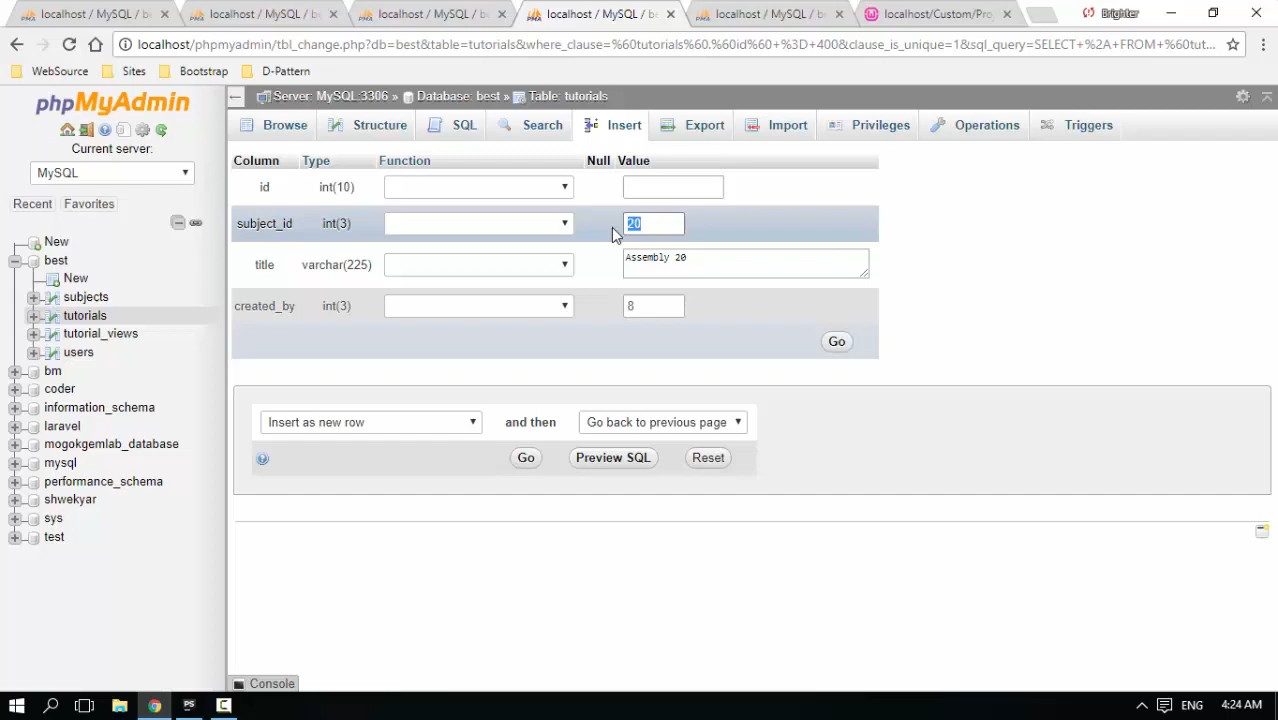 localhost / MySQL / be
localhost / MySQL / be
localhost / MySQL / be
localhost / MySQL / be
localhost / MySQL / be
localhost/Custom/Pro
Brighter
localhost/phpmyadmin/tbl_change.php?db=best&table=tutorials&where_clause=%60tutorials%60.%60id%60+%3D+400&clause_is_unique=1&sql_query=SELECT+%2A+FROM+%60tut...
WebSource
Sites
Bootstrap
D-Pattern
phpMyAdmin
Server: MySQL:3306 » Database: best » Table: tutorials
Browse
Structure
SQL
Search
Insert
Export
Import
Privileges
Operations
Triggers
Current server:
MySQL
Recent
Favorites
New
best
New
subjects
tutorials
tutorial_views
users
bm
coder
information_schema
laravel
mogokgemlab_database
mysql
performance_schema
shwekyar
sys
test
Column Type Function Null Value
id int(10)
subject_id int(3) 20
title varchar(225) Assembly 20
created_by int(3) 8
Go
Insert as new row and then Go back to previous page
Go Preview SQL Reset
Console
PS
C
ENG
4:24 AM